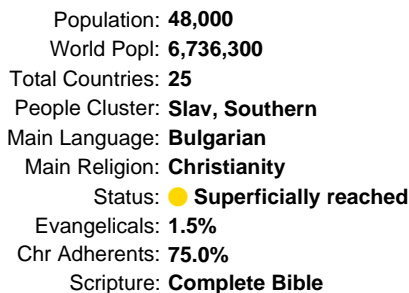 Population: 48,000
World Popl: 6,736,300
Total Countries: 25
People Cluster: Slav, Southern
Main Language: Bulgarian
Main Religion: Christianity
Status: Superficially reached
Evangelicals: 1.5%
Chr Adherents: 75.0%
Scripture: Complete Bible